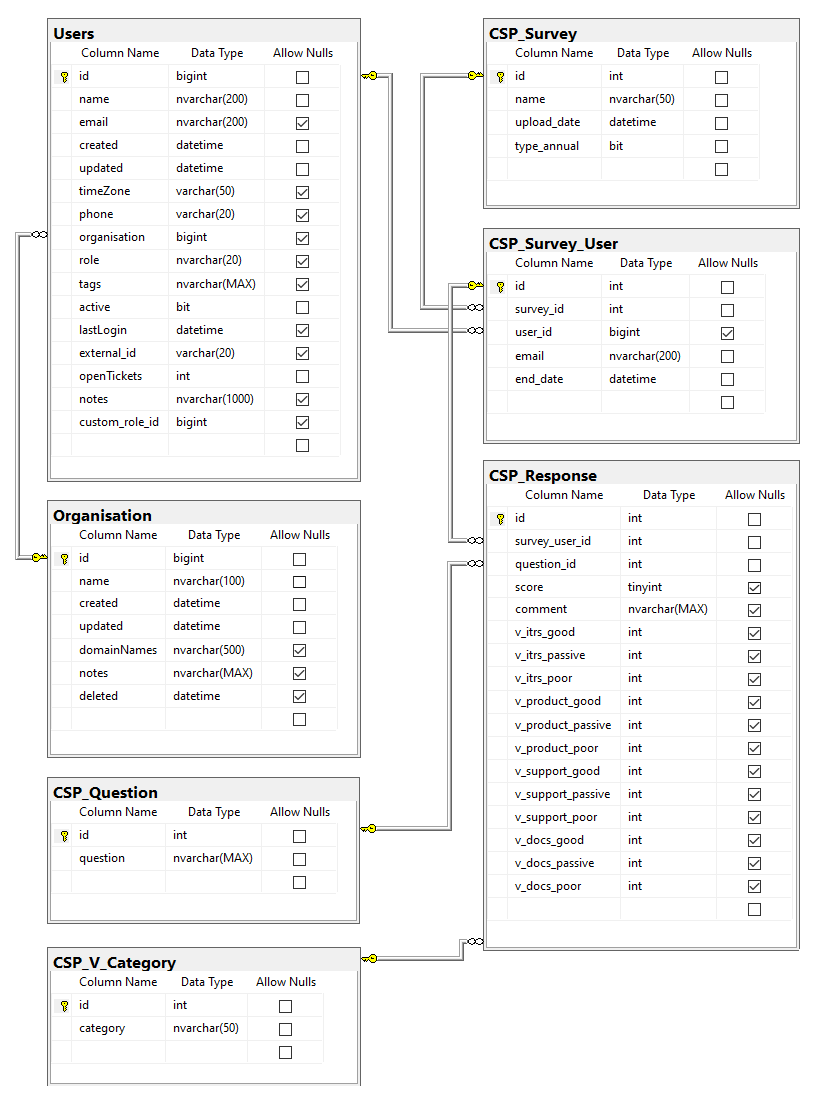 Users
Column Name Data Type Allow Nulls
id bigint
name nvarchar(200)
email nvarchar(200)
created datetime
updated datetime
timeZone varchar(50)
phone varchar(20)
organisation bigint
role nvarchar(20)
tags nvarchar(MAX)
active bit
lastLogin datetime
external_id varchar(20)
openTickets int
notes nvarchar(1000)
custom_role_id bigint
Organisation
Column Name Data Type Allow Nulls
id bigint
name nvarchar(100)
created datetime
updated datetime
domainNames nvarchar(500)
notes nvarchar(MAX)
deleted datetime
CSP_Question
Column Name Data Type Allow Nulls
id int
question nvarchar(MAX)
CSP_V_Category
Column Name Data Type Allow Nulls
id int
category nvarchar(50)
CSP_Survey
Column Name Data Type Allow Nulls
id int
name nvarchar(50)
upload_date datetime
type_annual bit
CSP_Survey_User
Column Name Data Type Allow Nulls
id int
survey_id int
user_id bigint
email nvarchar(200)
end_date datetime
CSP_Response
Column Name Data Type Allow Nulls
id int
survey_user_id int
question_id int
score tinyint
comment nvarchar(MAX)
v_itrs_good int
v_itrs_passive int
v_itrs_poor int
v_product_good int
v_product_passive int
v_product_poor int
v_support_good int
v_support_passive int
v_support_poor int
v_docs_good int
v_docs_passive int
v_docs_poor int